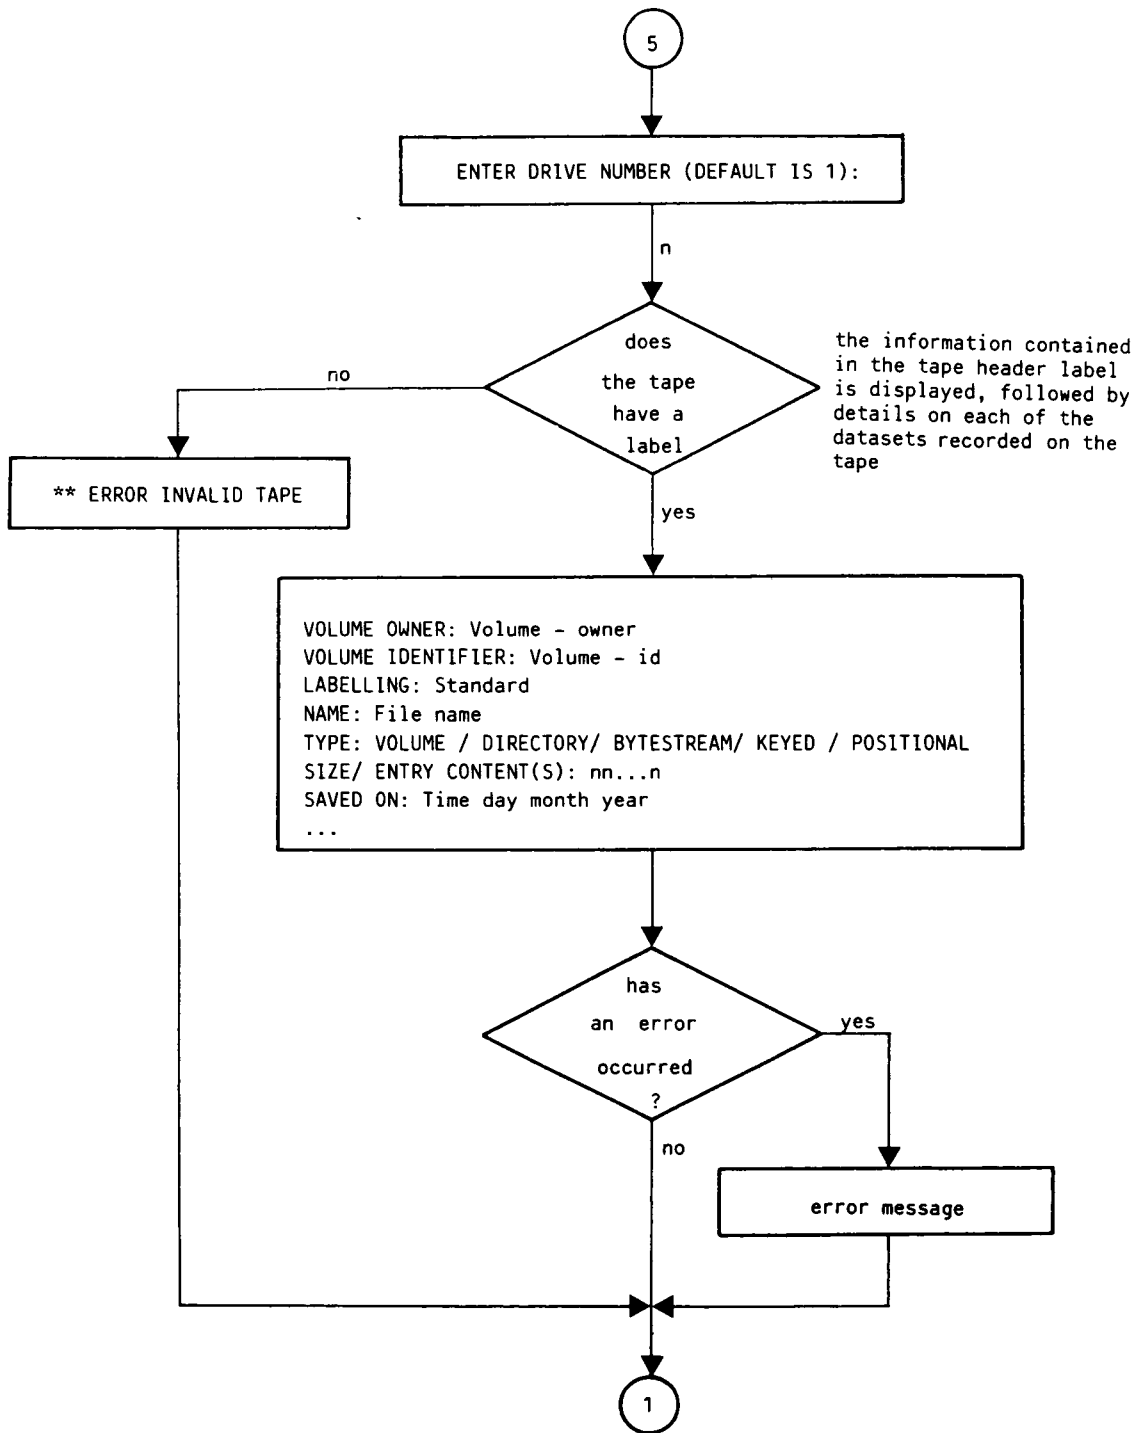 5
ENTER DRIVE NUMBER (DEFAULT IS 1):
n
does
the tape
have a
label
the information contained
in the tape header label
is displayed, followed by
details on each of the
datasets recorded on the
tape
no
** ERROR INVALID TAPE
yes
VOLUME OWNER: Volume - owner
VOLUME IDENTIFIER: Volume - id
LABELLING: Standard
NAME: File name
TYPE: VOLUME / DIRECTORY/ BYTESTREAM/ KEYED / POSITIONAL
SIZE/ ENTRY CONTENT(S): nn...n
SAVED ON: Time day month year
...
has
an error
occurred
?
yes
no
error message
1